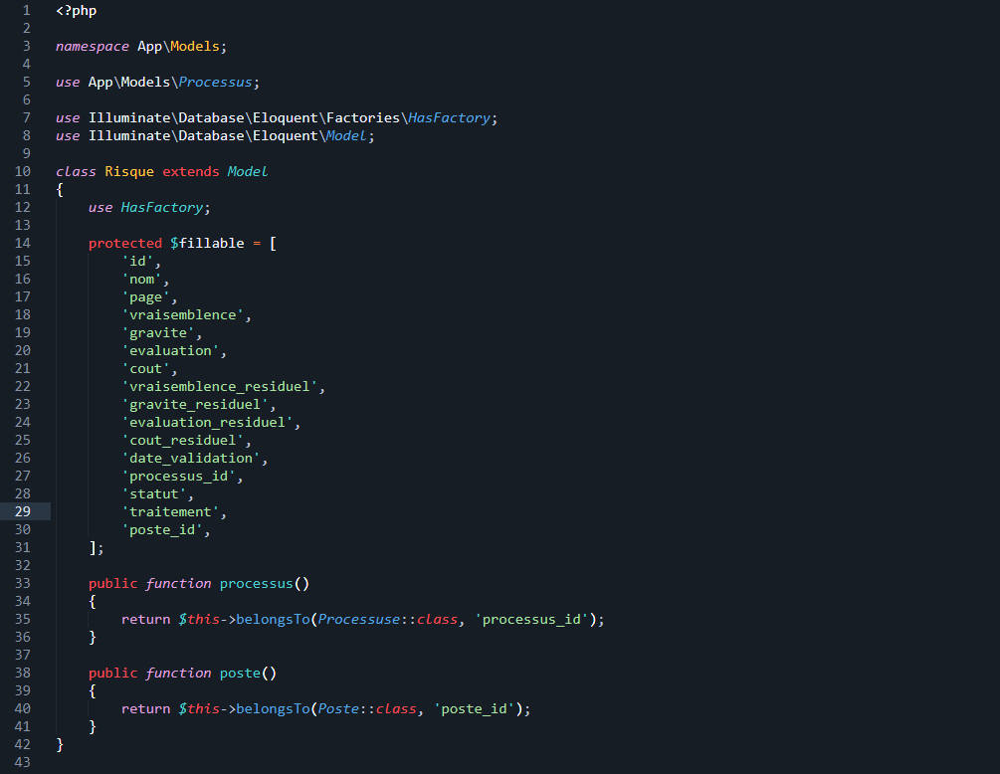 1 <?php
2
3 namespace App\Models;
4
5 use App\Models\Processus;
6
7 use Illuminate\Database\Eloquent\Factories\HasFactory;
8 use Illuminate\Database\Eloquent\Model;
9
10 class Risque extends Model
11 {
12     use HasFactory;
13
14     protected $fillable = [
15         'id',
16         'nom',
17         'page',
18         'vraisemblence',
19         'gravite',
20         'evaluation',
21         'cout',
22         'vraisemblence_residuel',
23         'gravite_residuel',
24         'evaluation_residuel',
25         'cout_residuel',
26         'date_validation',
27         'processus_id',
28         'statut',
29         'traitement',
30         'poste_id',
31     ];
32
33     public function processus()
34     {
35         return $this->belongsTo(Processuse::class, 'processus_id');
36     }
37
38     public function poste()
39     {
40         return $this->belongsTo(Poste::class, 'poste_id');
41     }
42 }
43